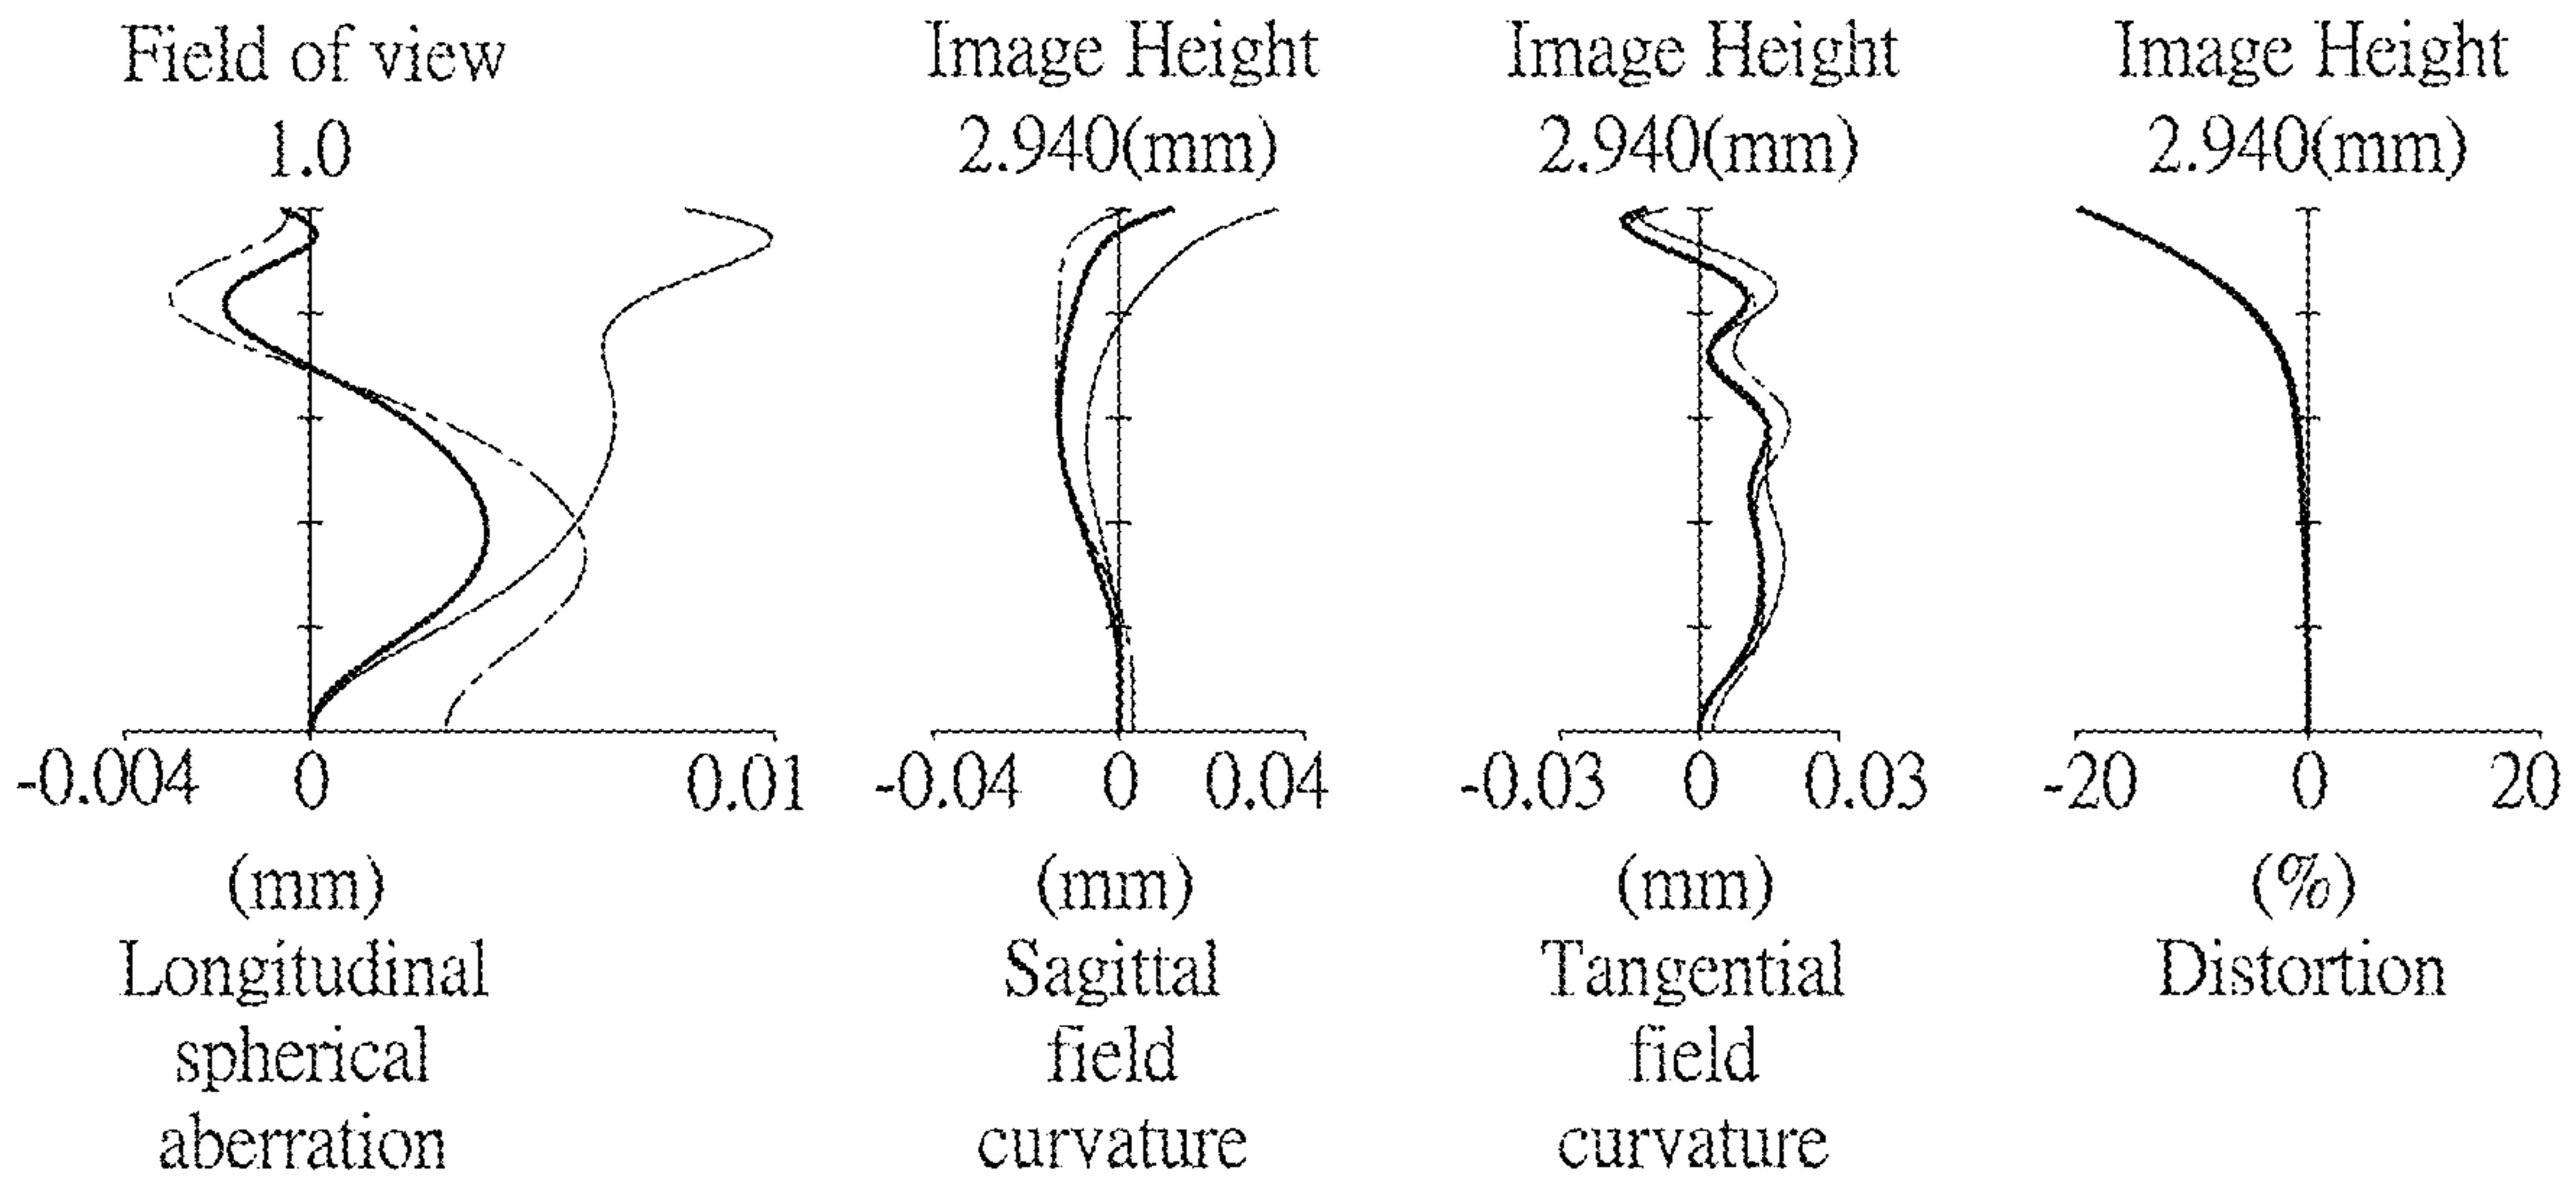 Field of view
1.0
-0.004 0 0.01
(mm)
Longitudinal
spherical
aberration
Image Height
2.940(mm)
-0.04 0 0.04
(mm)
Sagittal
field
curvature
Image Height
2.940(mm)
-0.03 0 0.03
(mm)
Tangential
field
curvature
Image Height
2.940(mm)
-20 0 20
(%)
Distortion